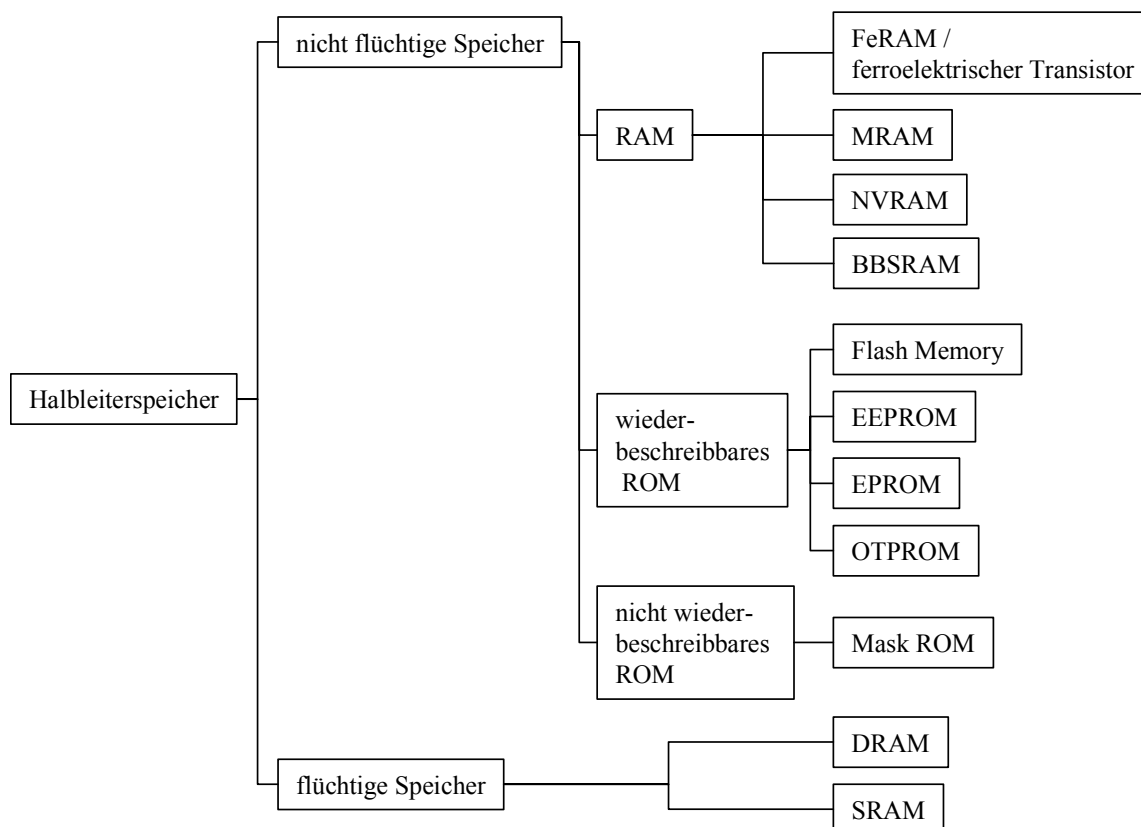 nicht flüchtige Speicher
FeRAM /
ferroelektrischer Transistor
RAM
MRAM
NVRAM
BBSRAM
Flash Memory
Halbleiterspeicher
wieder-
beschreibbares
ROM
EEPROM
EPROM
OTPROM
nicht wieder-
beschreibbares
ROM
Mask ROM
DRAM
flüchtige Speicher
SRAM